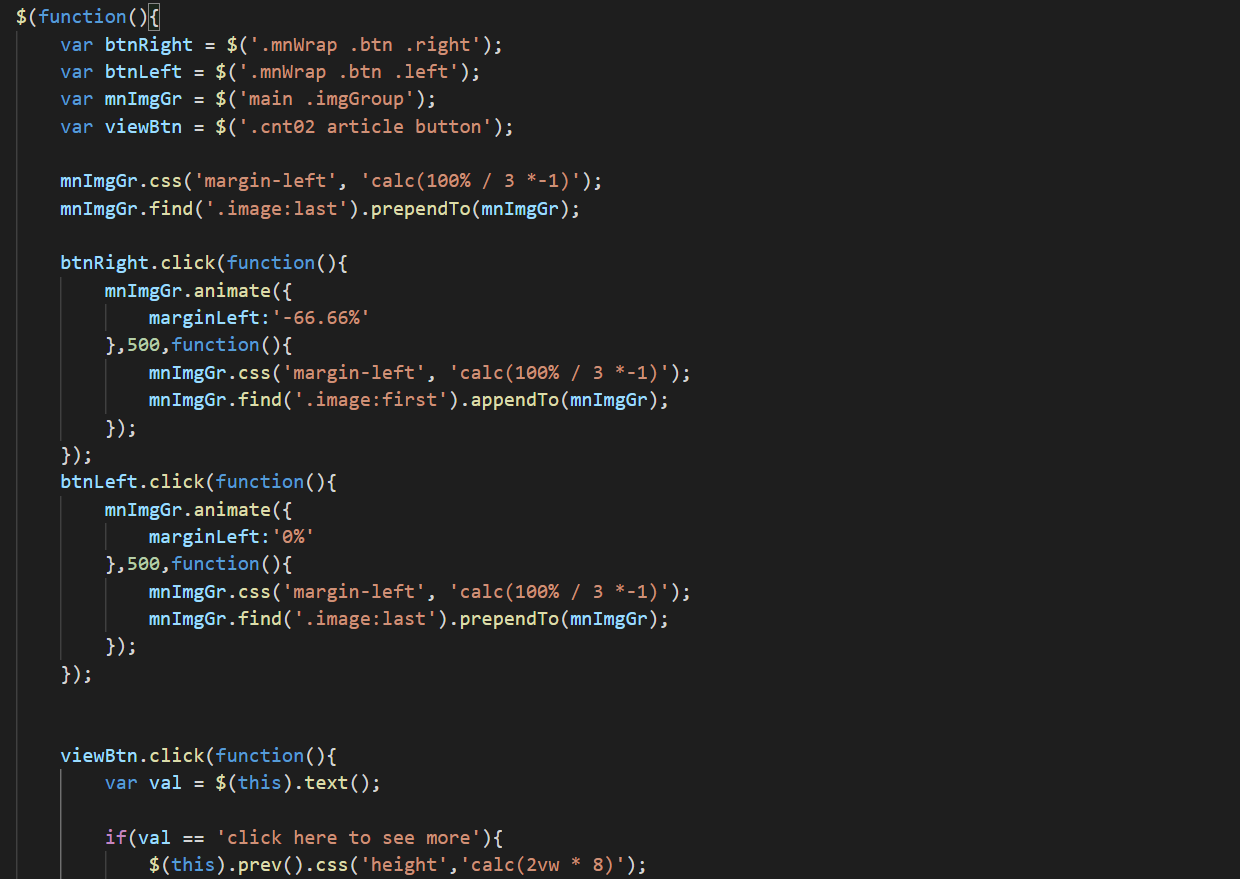 $(function(){
var btnRight = $('.mnWrap .btn .right');
var btnLeft = $('.mnWrap .btn .left');
var mnImgGr = $('main .imgGroup');
var viewBtn = $('.cnt02 article button');
mnImgGr.css('margin-left', 'calc(100% / 3 *-1)');
mnImgGr.find('.image:last').prependTo(mnImgGr);
btnRight.click(function(){
mnImgGr.animate({
marginLeft:'-66.66%'
},500,function(){
mnImgGr.css('margin-left', 'calc(100% / 3 *-1)');
mnImgGr.find('.image:first').appendTo(mnImgGr);
});
});
btnLeft.click(function(){
mnImgGr.animate({
marginLeft:'0%'
},500,function(){
mnImgGr.css('margin-left', 'calc(100% / 3 *-1)');
mnImgGr.find('.image:last').prependTo(mnImgGr);
});
});
viewBtn.click(function(){
var val = $(this).text();
if(val == 'click here to see more'){
$(this).prev().css('height','calc(2vw * 8)');